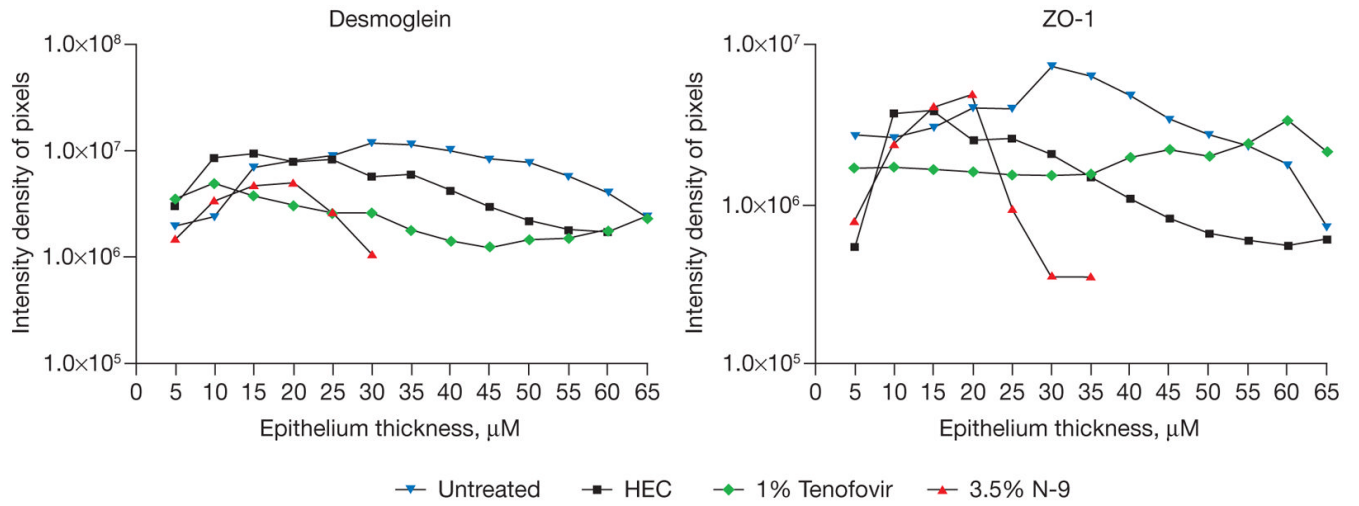 Desmoglein
Intensity density of pixels
1.0×10⁸
1.0×10⁷
1.0×10⁶
1.0×10⁵
0 5 10 15 20 25 30 35 40 45 50 55 60 65
Epithelium thickness, μM
ZO-1
Intensity density of pixels
1.0×10⁷
1.0×10⁶
1.0×10⁵
0 5 10 15 20 25 30 35 40 45 50 55 60 65
Epithelium thickness, μM
Untreated HEC 1% Tenofovir 3.5% N-9